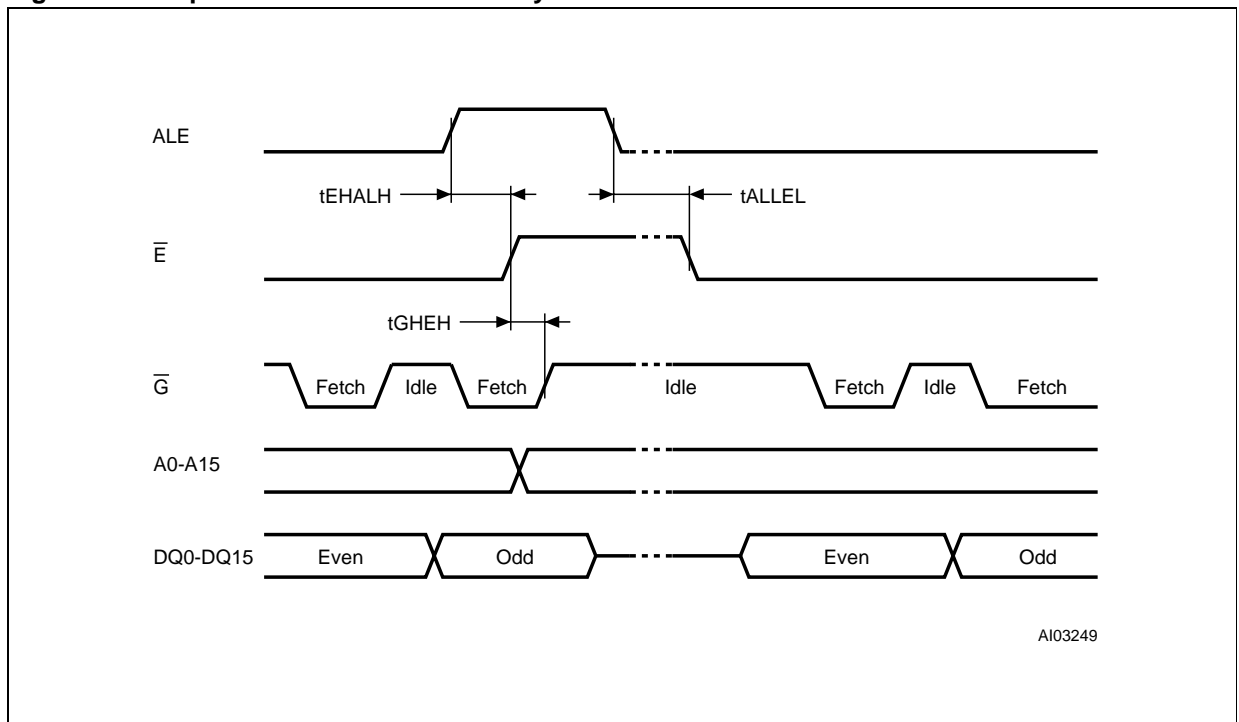 ALE
tEHALH
tALLEL
E
tGHEH
G
Fetch Idle Fetch Idle Fetch Idle Fetch
A0-A15
DQ0-DQ15 Even Odd Even Odd
AI03249